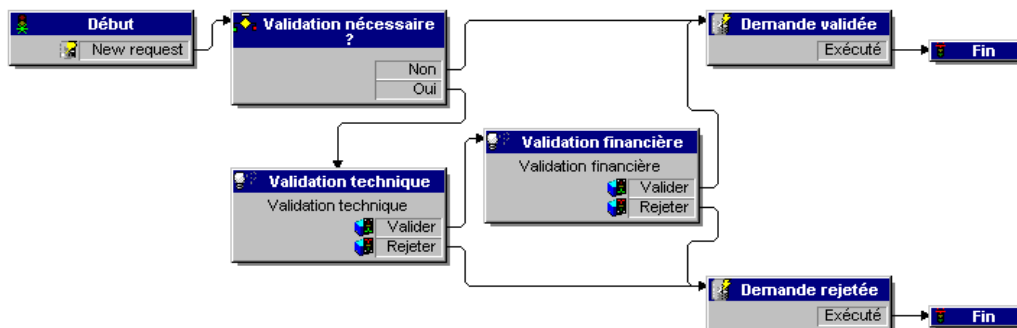 Début
New request
Validation nécessaire
?
Non
Oui
Demande validée
Exécuté
Fin
Validation technique
Validation technique
Valider
Rejeter
Validation financière
Validation financière
Valider
Rejeter
Demande rejetée
Exécuté
Fin